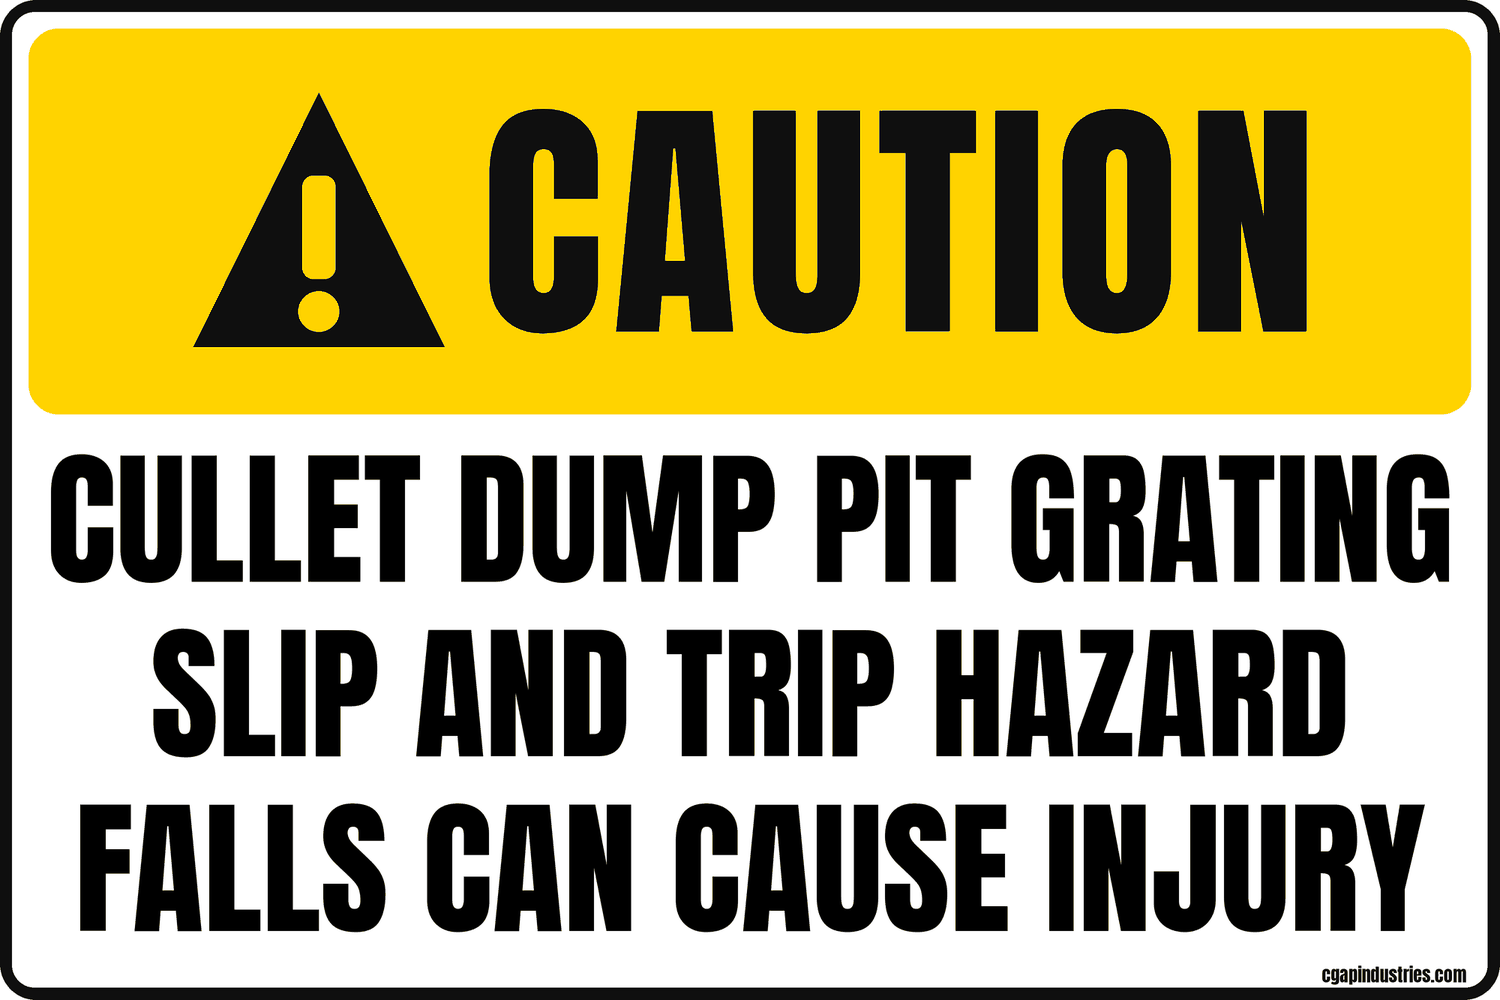 CAUTION
CULLET DUMP PIT GRATING
SLIP AND TRIP HAZARD
FALLS CAN CAUSE INJURY
cgapindustries.com